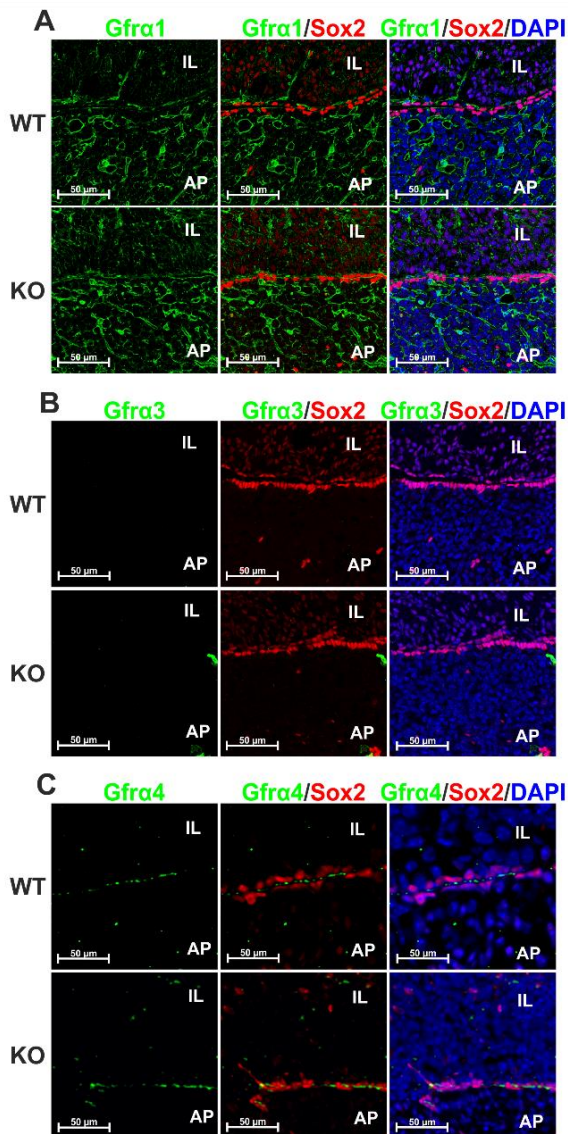 A
Gfrα1 Gfrα1/Sox2 Gfrα1/Sox2/DAPI
WT
IL IL IL
AP AP AP
50 µm 50 µm 50 µm
KO
IL IL IL
AP AP AP
50 µm 50 µm 50 µm
B
Gfrα3 Gfrα3/Sox2 Gfrα3/Sox2/DAPI
WT
IL IL IL
AP AP AP
50 µm 50 µm 50 µm
KO
IL IL IL
AP AP AP
50 µm 50 µm 50 µm
C
Gfrα4 Gfrα4/Sox2 Gfrα4/Sox2/DAPI
WT
IL IL IL
AP AP AP
50 µm 50 µm 50 µm
KO
IL IL IL
AP AP AP
50 µm 50 µm 50 µm